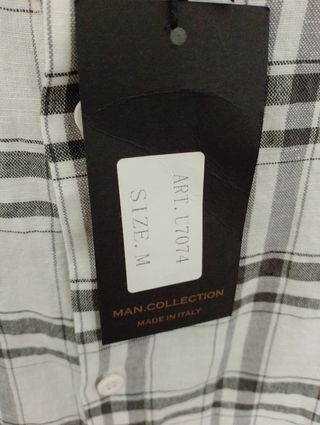 ART.U7074
SIZE.M
MAN.COLLECTION
MADE IN ITALY